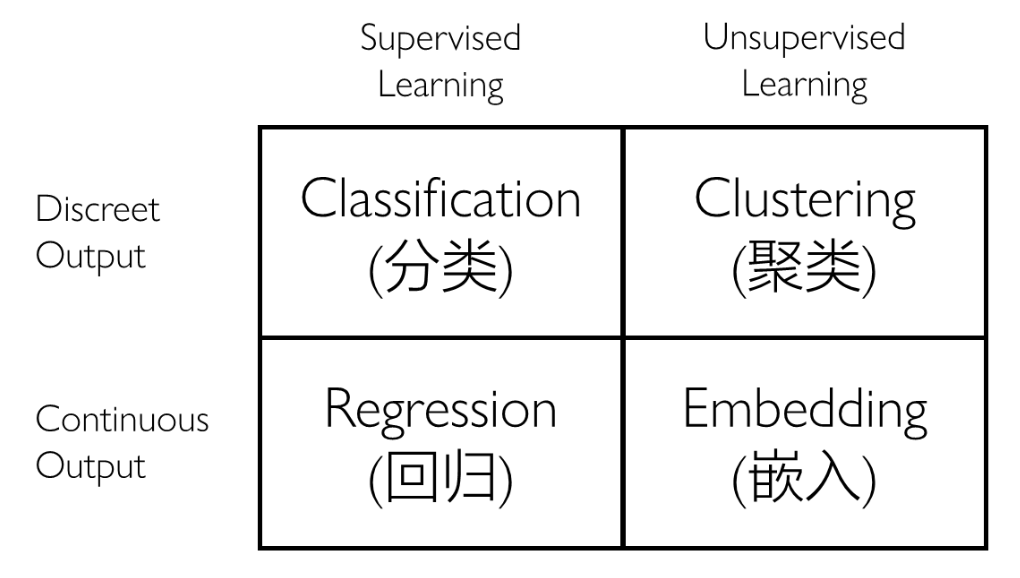 Supervised
Learning
Unsupervised
Learning
Discreet
Output
Classification
(分类)
Clustering
(聚类)
Continuous
Output
Regression
(回归)
Embedding
(嵌入)